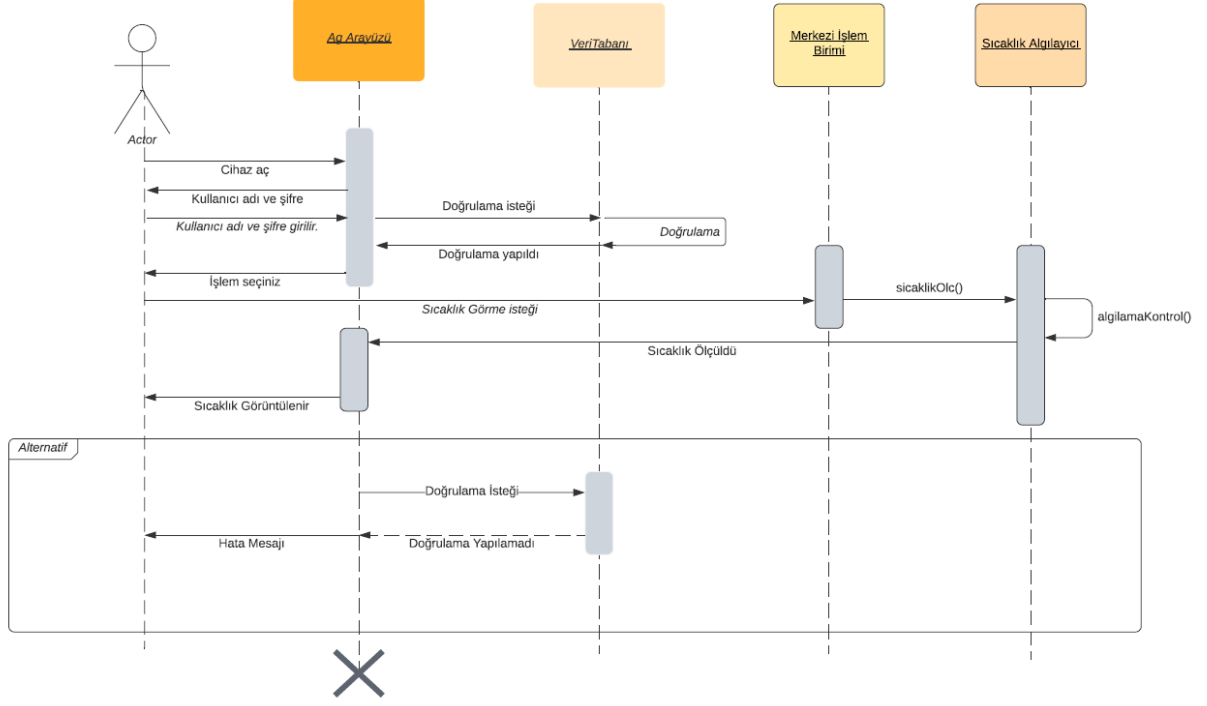 Ag Arayüzü
VeriTabanı
Merkezi İşlem
Birimi
Sıcaklık Algılayıcı
Actor
Cihaz aç
Kullanıcı adı ve şifre
Doğrulama isteği
Kullanıcı adı ve şifre girilir.
Doğrulama
Doğrulama yapıldı
İşlem seçiniz
sicaklikOlc()
Sıcaklık Görme isteği
algilamaKontrol()
Sıcaklık Ölçüldü
Sıcaklık Görüntülenir
Alternatif
Doğrulama İsteği
Hata Mesajı
Doğrulama Yapılamadı